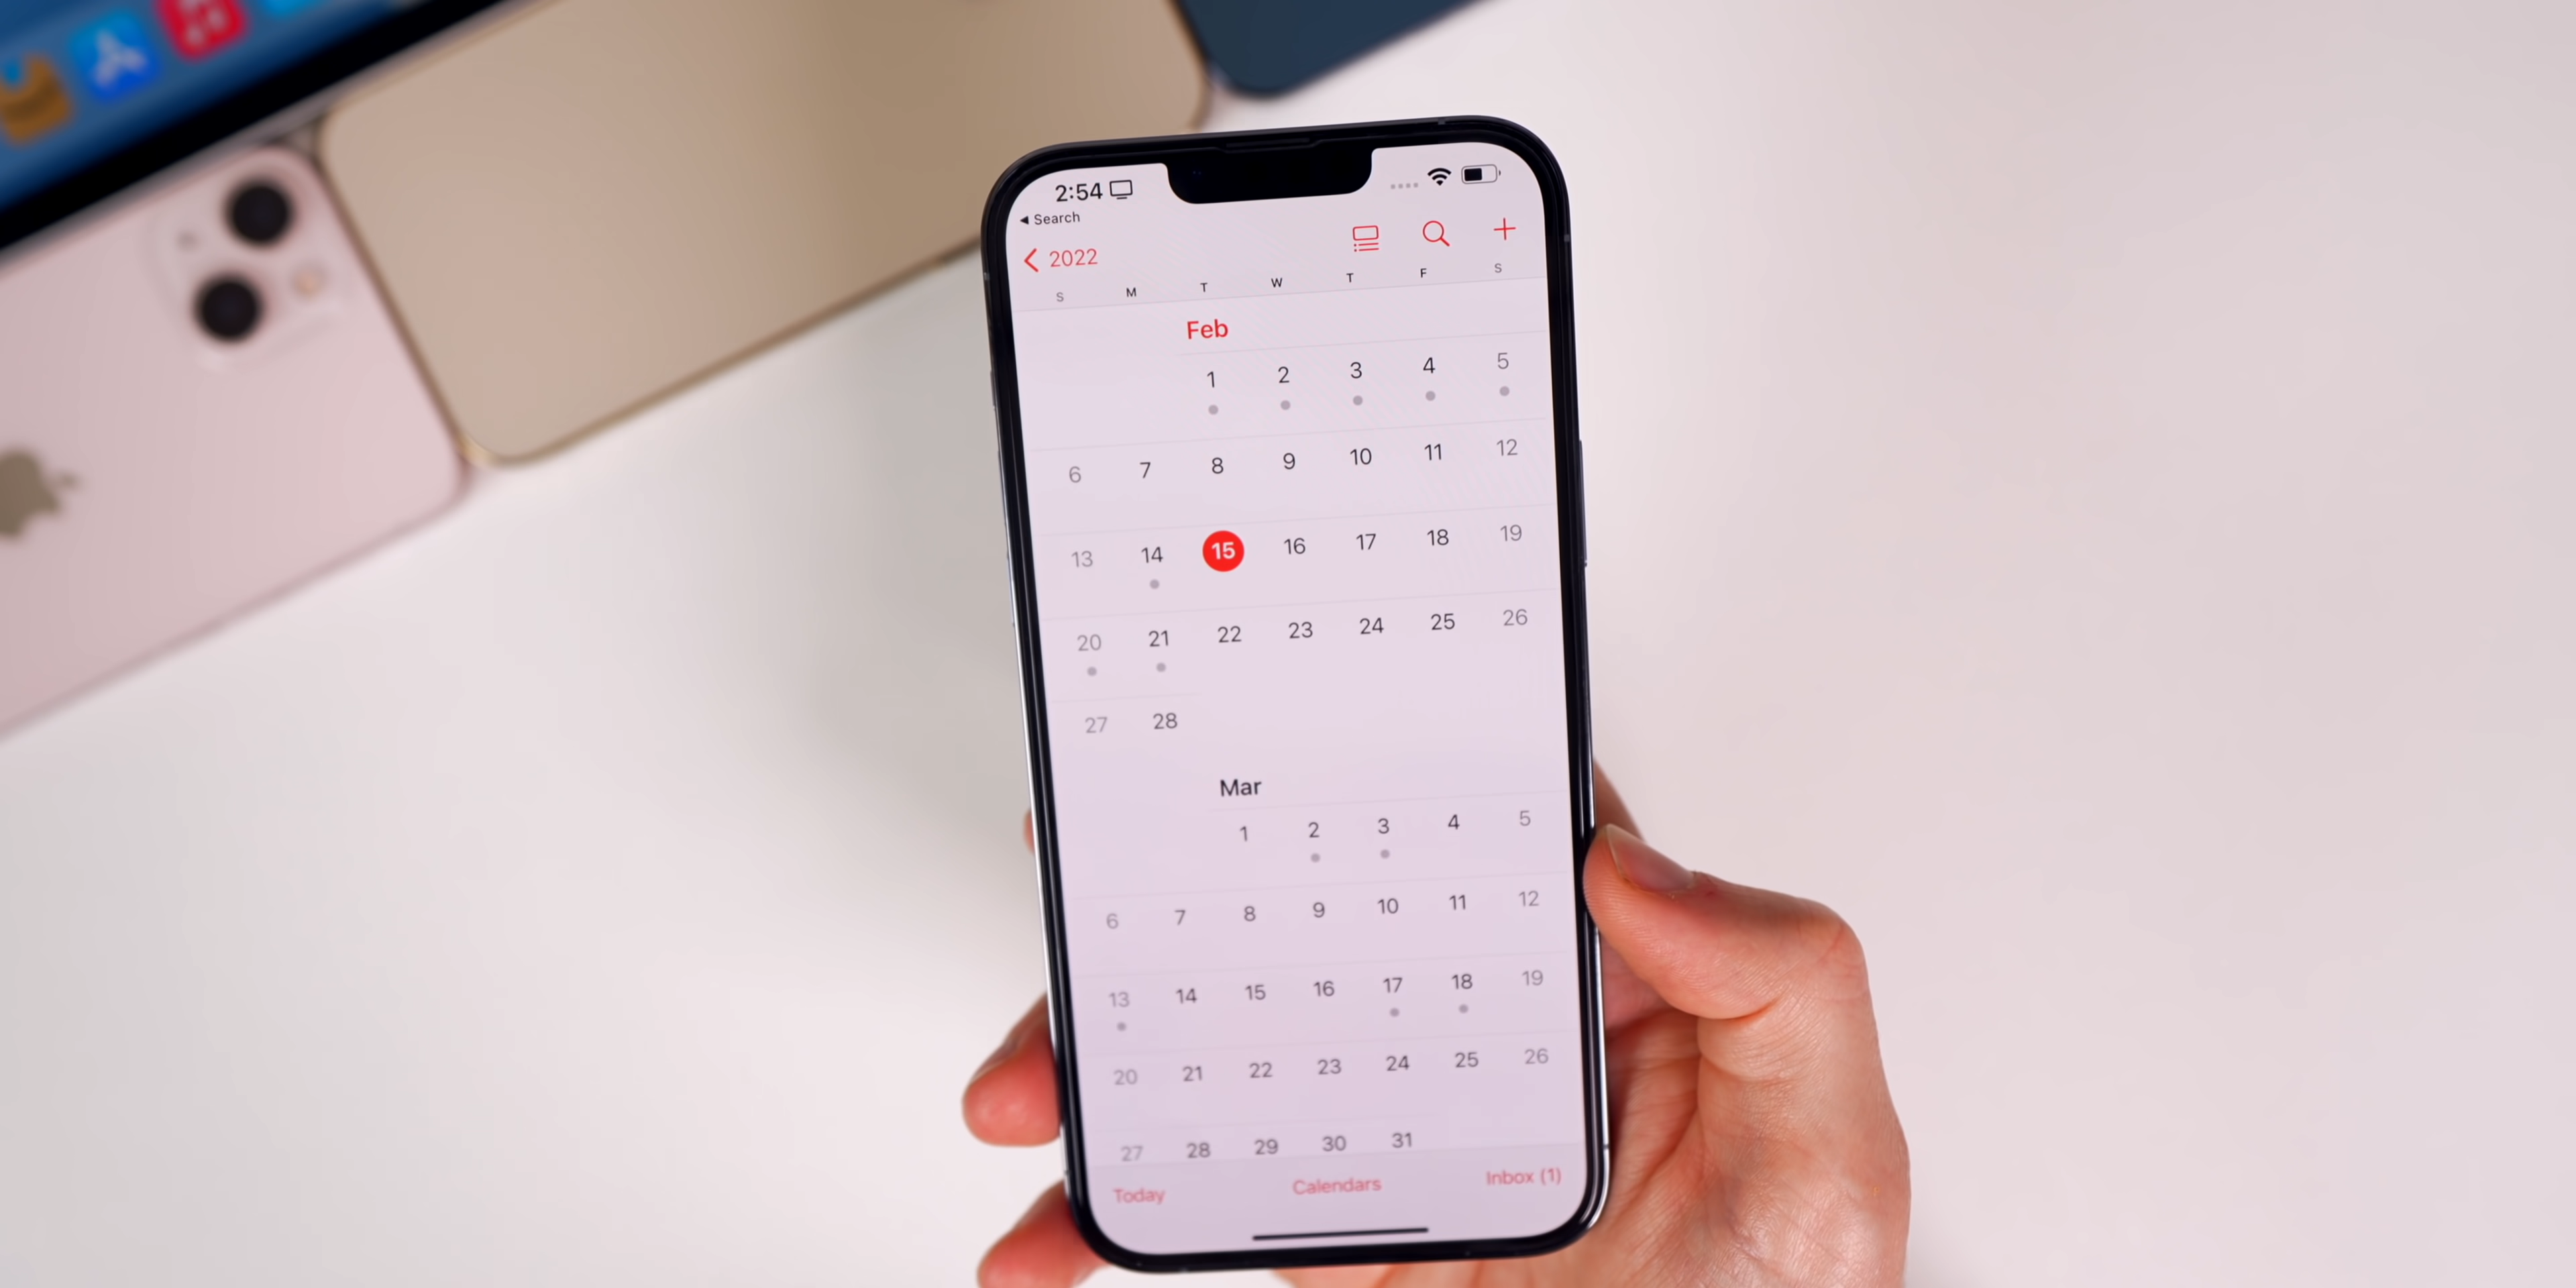 2:54
◀ Search
2022
S M T W T F S
Feb
1 2 3 4 5
6 7 8 9 10 11 12
13 14 15 16 17 18 19
20 21 22 23 24 25 26
27 28
Mar
1 2 3 4 5
6 7 8 9 10 11 12
13 14 15 16 17 18 19
20 21 22 23 24 25 26
27 28 29 30 31
Today Calendars Inbox (1)